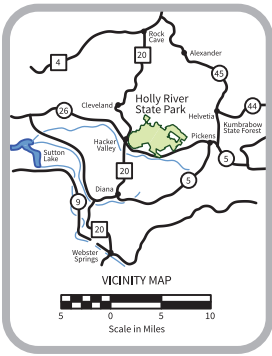 Rock
Cave
4
20
Alexander
45
Holly River
State Park
Cleveland
26
44
Helvetia
Kumbrabow
State Forest
Hacker
Valley
Pickens
Sutton
Lake
20
5
5
Diana
9
20
Webster
Springs
VICINITY MAP
5
0
5
10
Scale in Miles